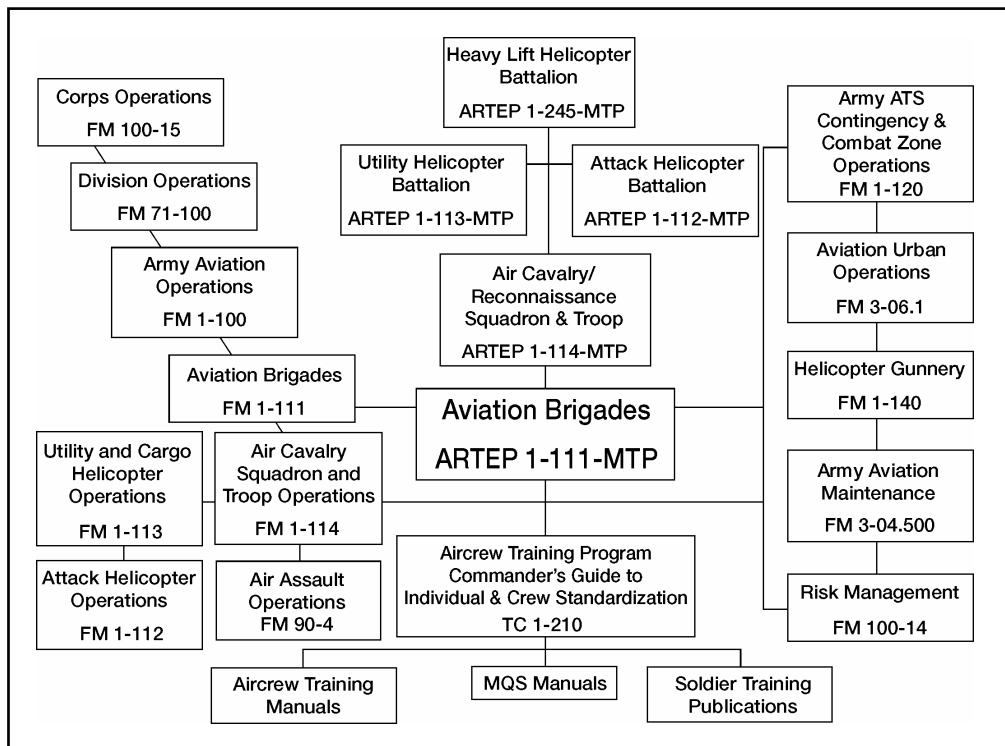 Heavy Lift Helicopter
Battalion
ARTEP 1-245-MTP
Corps Operations
FM 100-15
Army ATS
Contingency &
Combat Zone
Operations
FM 1-120
Utility Helicopter
Battalion
ARTEP 1-113-MTP
Attack Helicopter
Battalion
ARTEP 1-112-MTP
Division Operations
FM 71-100
Army Aviation
Operations
FM 1-100
Air Cavalry/
Reconnaissance
Squadron & Troop
ARTEP 1-114-MTP
Aviation Urban
Operations
FM 3-06.1
Aviation Brigades
FM 1-111
Aviation Brigades
ARTEP 1-111-MTP
Helicopter Gunnery
FM 1-140
Utility and Cargo
Helicopter
Operations
FM 1-113
Air Cavalry
Squadron and
Troop Operations
FM 1-114
Army Aviation
Maintenance
FM 3-04.500
Attack Helicopter
Operations
FM 1-112
Air Assault
Operations
FM 90-4
Aircrew Training Program
Commander's Guide to
Individual & Crew Standardization
TC 1-210
Risk Management
FM 100-14
Aircrew Training
Manuals
MQS Manuals
Soldier Training
Publications